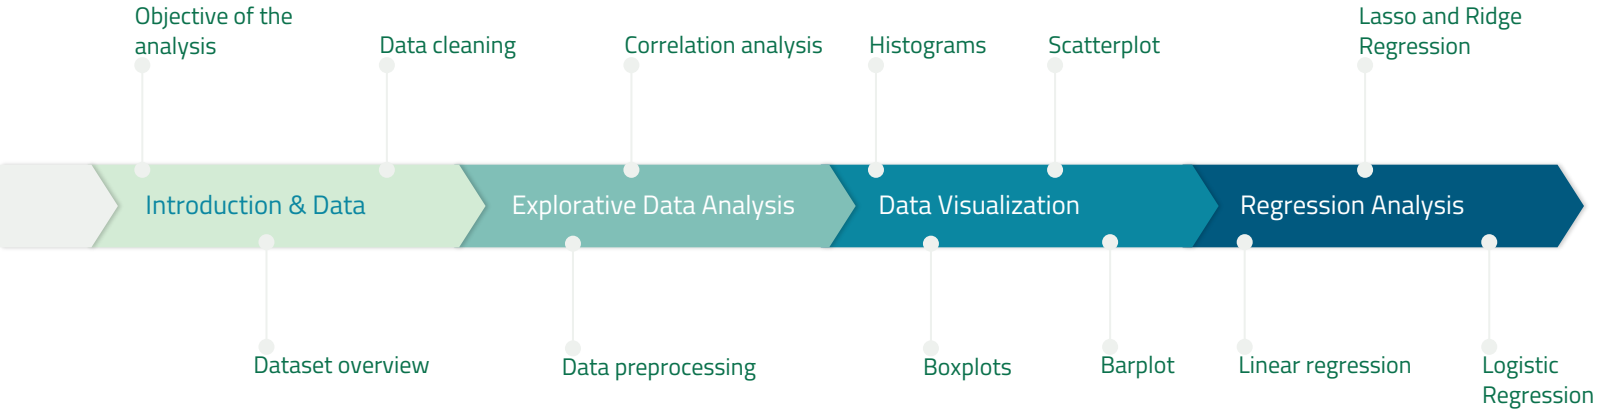 Objective of the
analysis
Data cleaning
Correlation analysis
Histograms
Scatterplot
Lasso and Ridge
Regression
Introduction & Data
Explorative Data Analysis
Data Visualization
Regression Analysis
Dataset overview
Data preprocessing
Boxplots
Barplot
Linear regression
Logistic
Regression